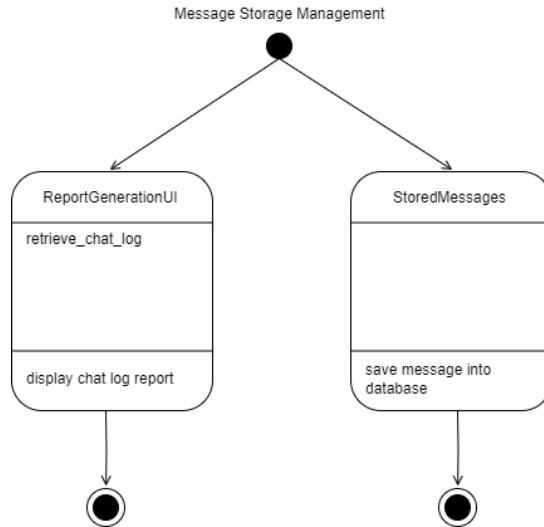 Message Storage Management
ReportGenerationUI
retrieve_chat_log
display chat log report
StoredMessages
save message into
database